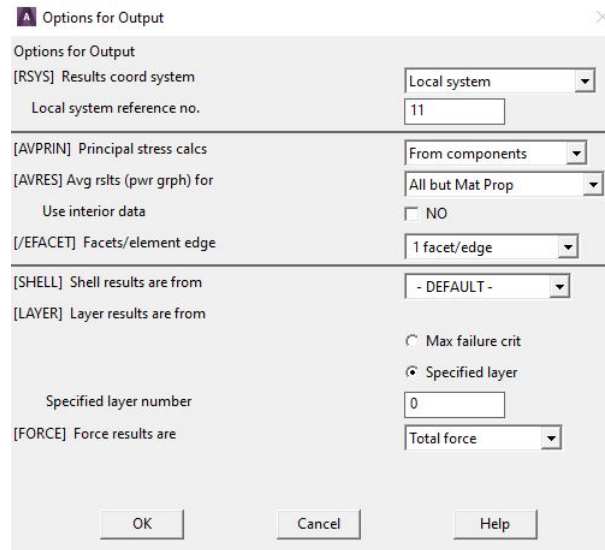 Options for Output
Options for Output
[RSYS] Results coord system
Local system
Local system reference no.
11
[AVPRIN] Principal stress calcs
From components
[AVRES] Avg rslts (pwr grph) for
All but Mat Prop
Use interior data
NO
[/EFACET] Facets/element edge
1 facet/edge
[SHELL] Shell results are from
- DEFAULT -
[LAYER] Layer results are from
Max failure crit
Specified layer
Specified layer number
0
[FORCE] Force results are
Total force
OK
Cancel
Help